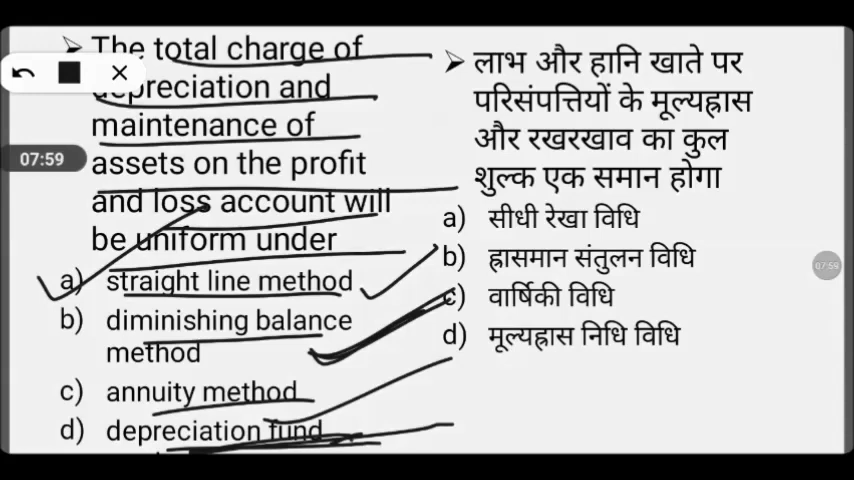 The total charge of
depreciation and
maintenance of
assets on the profit
and loss account will
be uniform under
a) straight line method
b) diminishing balance
method
c) annuity method
d) depreciation fund
लाभ और हानि खाते पर
परिसंपत्तियों के मूल्यह्रास
और रखरखाव का कुल
शुल्क एक समान होगा
a) सीधी रेखा विधि
b) ह्रासमान संतुलन विधि
c) वार्षिकी विधि
d) मूल्यह्रास निधि विधि
07:59
07:59